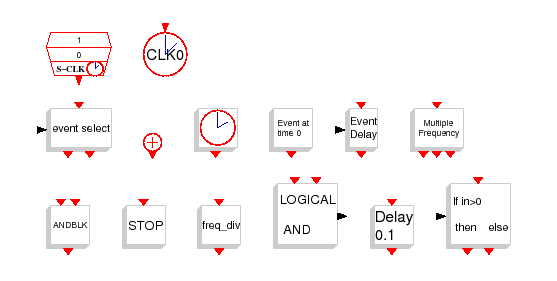 1
0
S-CLK
CLK0
event select
Event at
time 0
Event
Delay
Multiple
Frequency
ANDBLK
STOP
freq_div
LOGICAL
AND
Delay
0.1
If in>0
then else